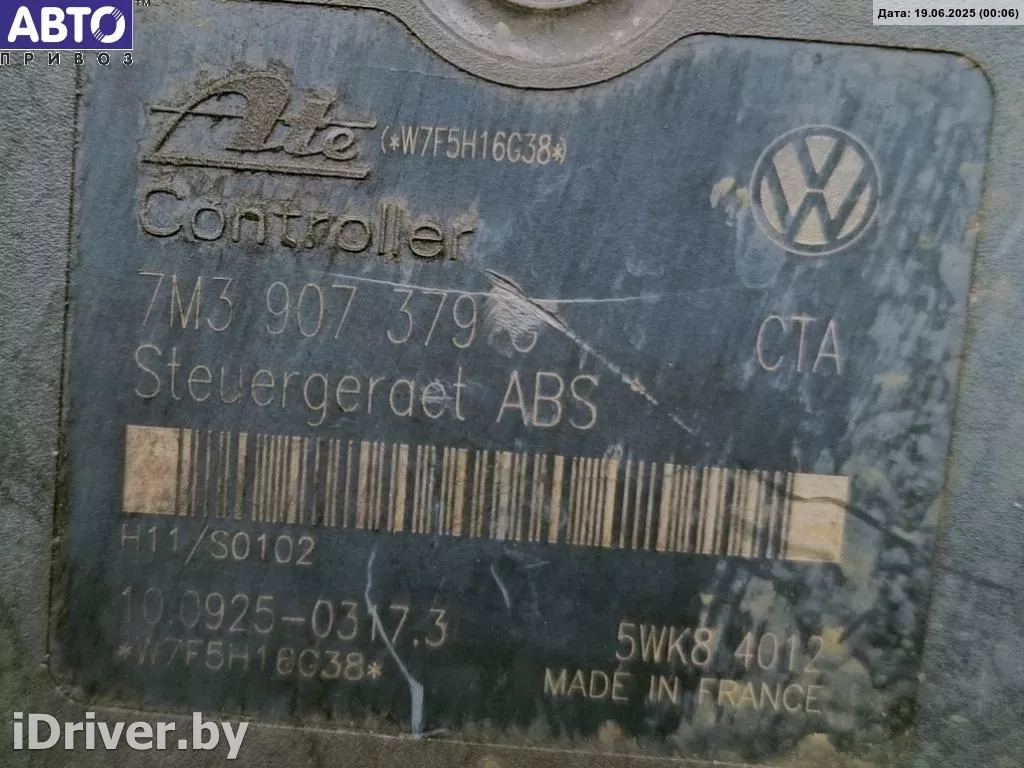 АВТО™
ПРИВОЗ
Дата: 19.06.2025 (00:06)
Ate (*W7F5H16G38*)
Controller
7M3 907 379 CTA
Steuergeraet ABS
H11/S0102
10.0925-0317.3
*W7F5H16G38*
5WK8 4012
MADE IN FRANCE
iDriver.by